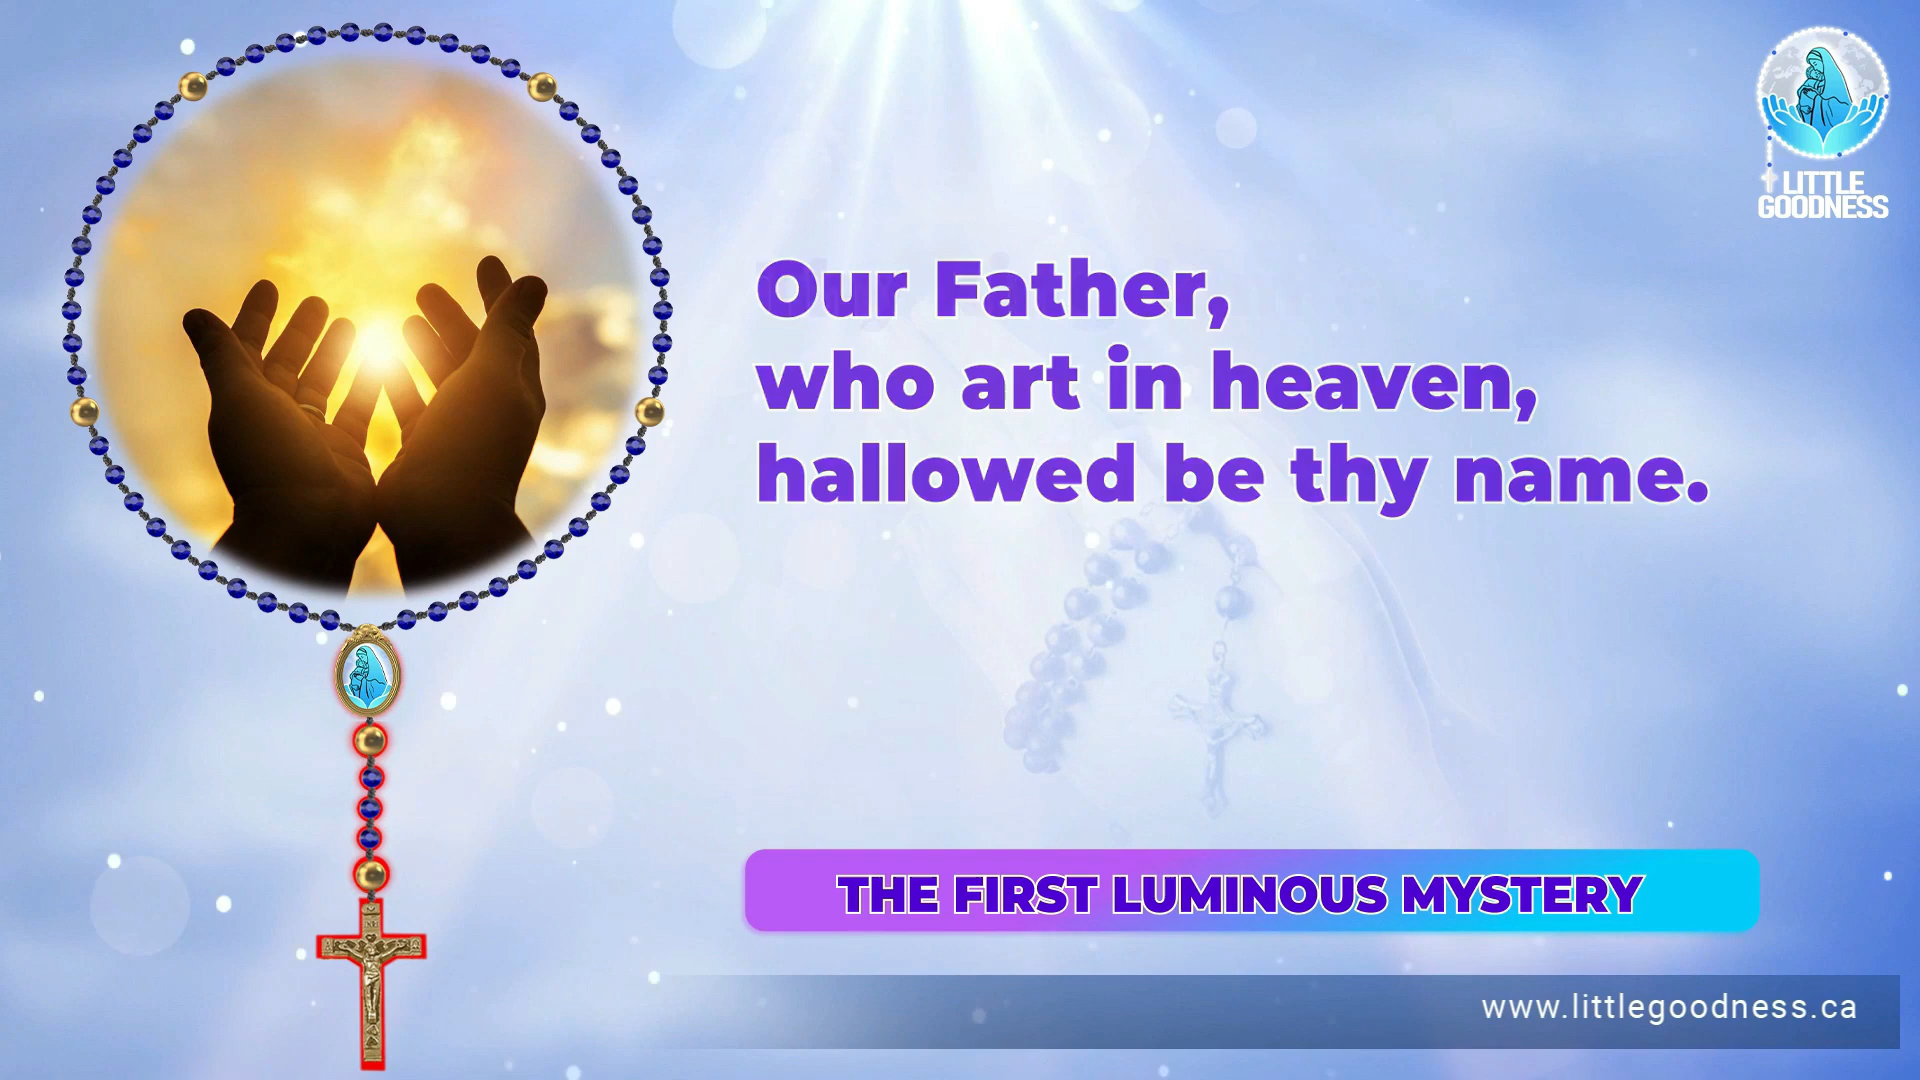 LITTLE
GOODNESS
Our Father,
who art in heaven,
hallowed be thy name.
THE FIRST LUMINOUS MYSTERY
www.littlegoodness.ca